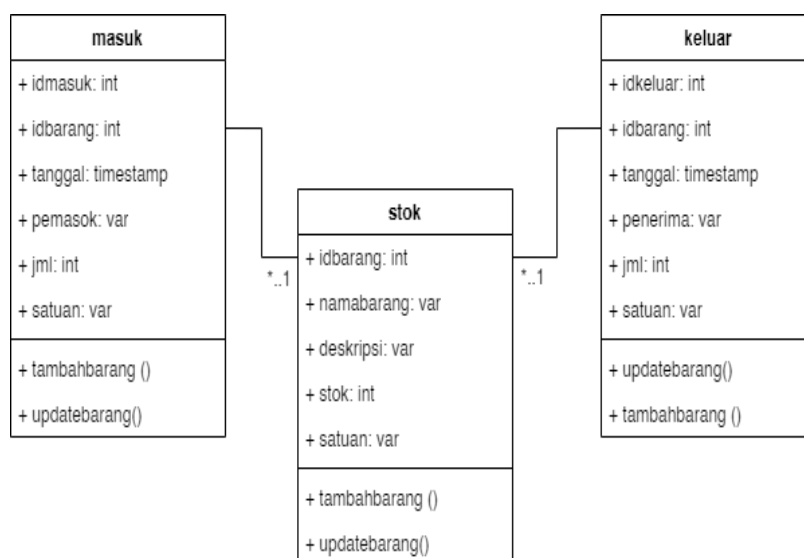 masuk
+ idmasuk: int
+ idbarang: int
+ tanggal: timestamp
+ pemasok: var
+ jml: int
+ satuan: var
+ tambahbarang ()
+ updatebarang()
*..1
stok
+ idbarang: int
+ namabarang: var
+ deskripsi: var
+ stok: int
+ satuan: var
+ tambahbarang ()
+ updatebarang()
*..1
keluar
+ idkeluar: int
+ idbarang: int
+ tanggal: timestamp
+ penerima: var
+ jml: int
+ satuan: var
+ updatebarang()
+ tambahbarang ()